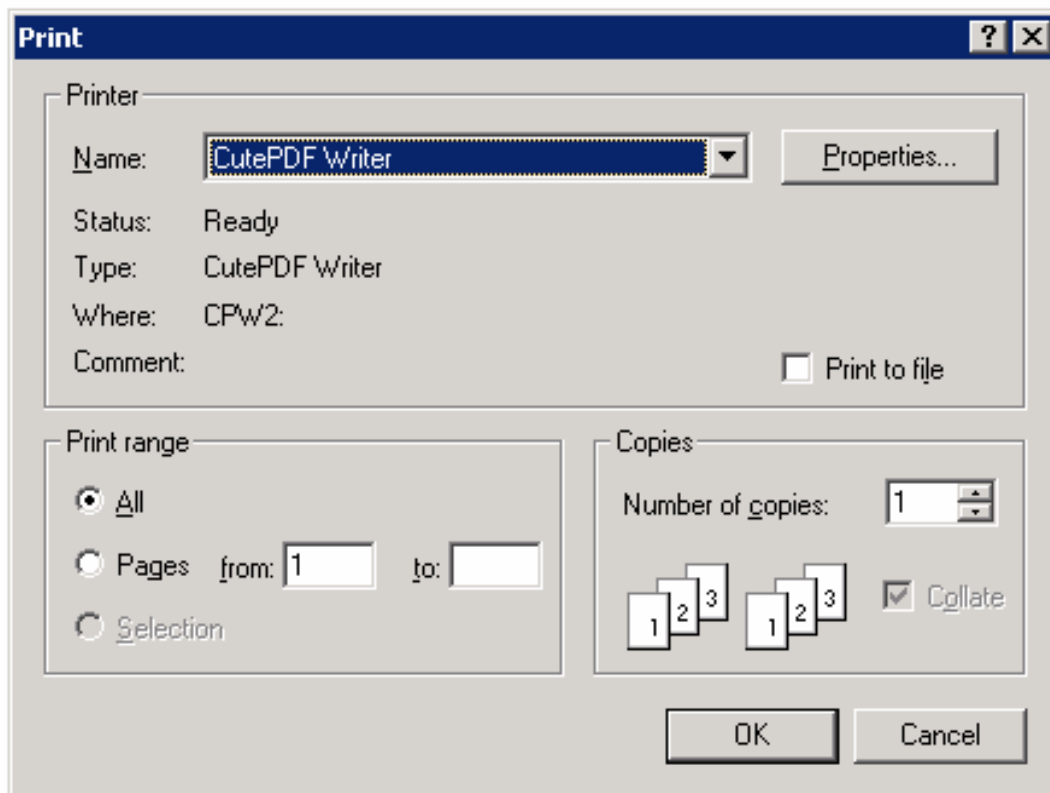 Print
Printer
Name: CutePDF Writer Properties...
Status: Ready
Type: CutePDF Writer
Where: CPW2:
Comment:
Print to file
Print range
All
Pages from: 1 to:
Selection
Copies
Number of copies: 1
1 2 3 1 2 3 Collate
OK Cancel